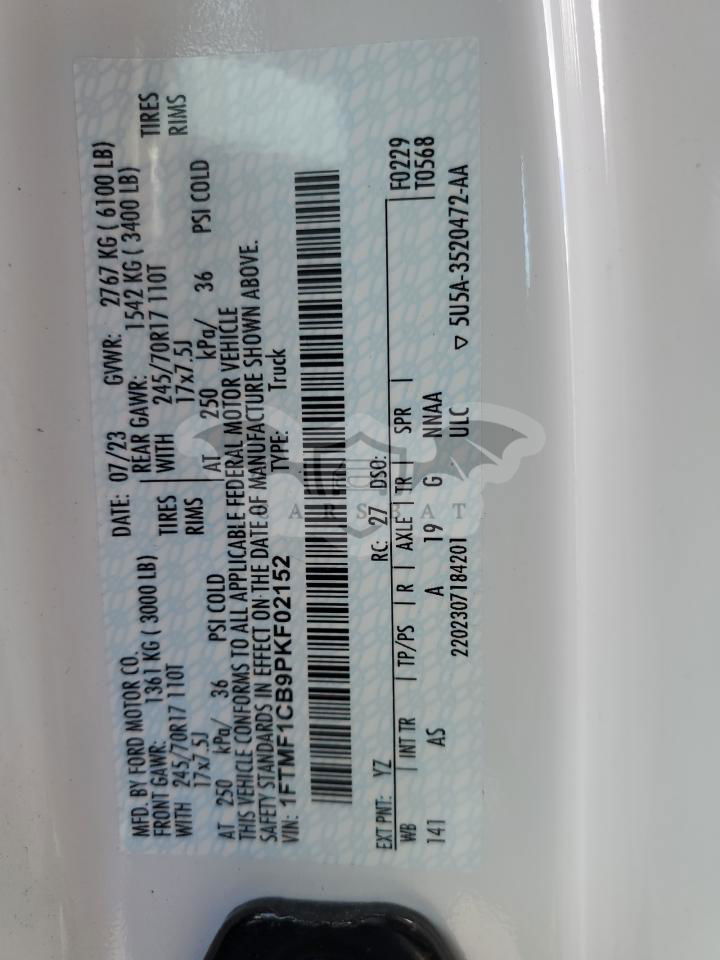 MFD. BY FORD MOTOR CO.
DATE: 07/23 GVWR: 2767 KG ( 6100 LB)
FRONT GAWR: 1361 KG ( 3000 LB) REAR GAWR: 1542 KG ( 3400 LB)
WITH 245/70R17 110T TIRES WITH 245/70R17 110T TIRES
17x7.5J RIMS 17x7.5J RIMS
AT 250 kPa/ 36 PSI COLD AT 250 kPa/ 36 PSI COLD
THIS VEHICLE CONFORMS TO ALL APPLICABLE FEDERAL MOTOR VEHICLE
SAFETY STANDARDS IN EFFECT ON THE DATE OF MANUFACTURE SHOWN ABOVE.
VIN: 1FTMF1CB9PKF02152 TYPE: Truck
EXT PNT: YZ RC: 27 DSO: F0229
WB | INT TR | TP/PS | R | AXLE | TR | SPR | T0568
141 AS A 19 G NNAA
2202307184201 ULC ▽ 5U5A-3520472-AA
CARSBAT